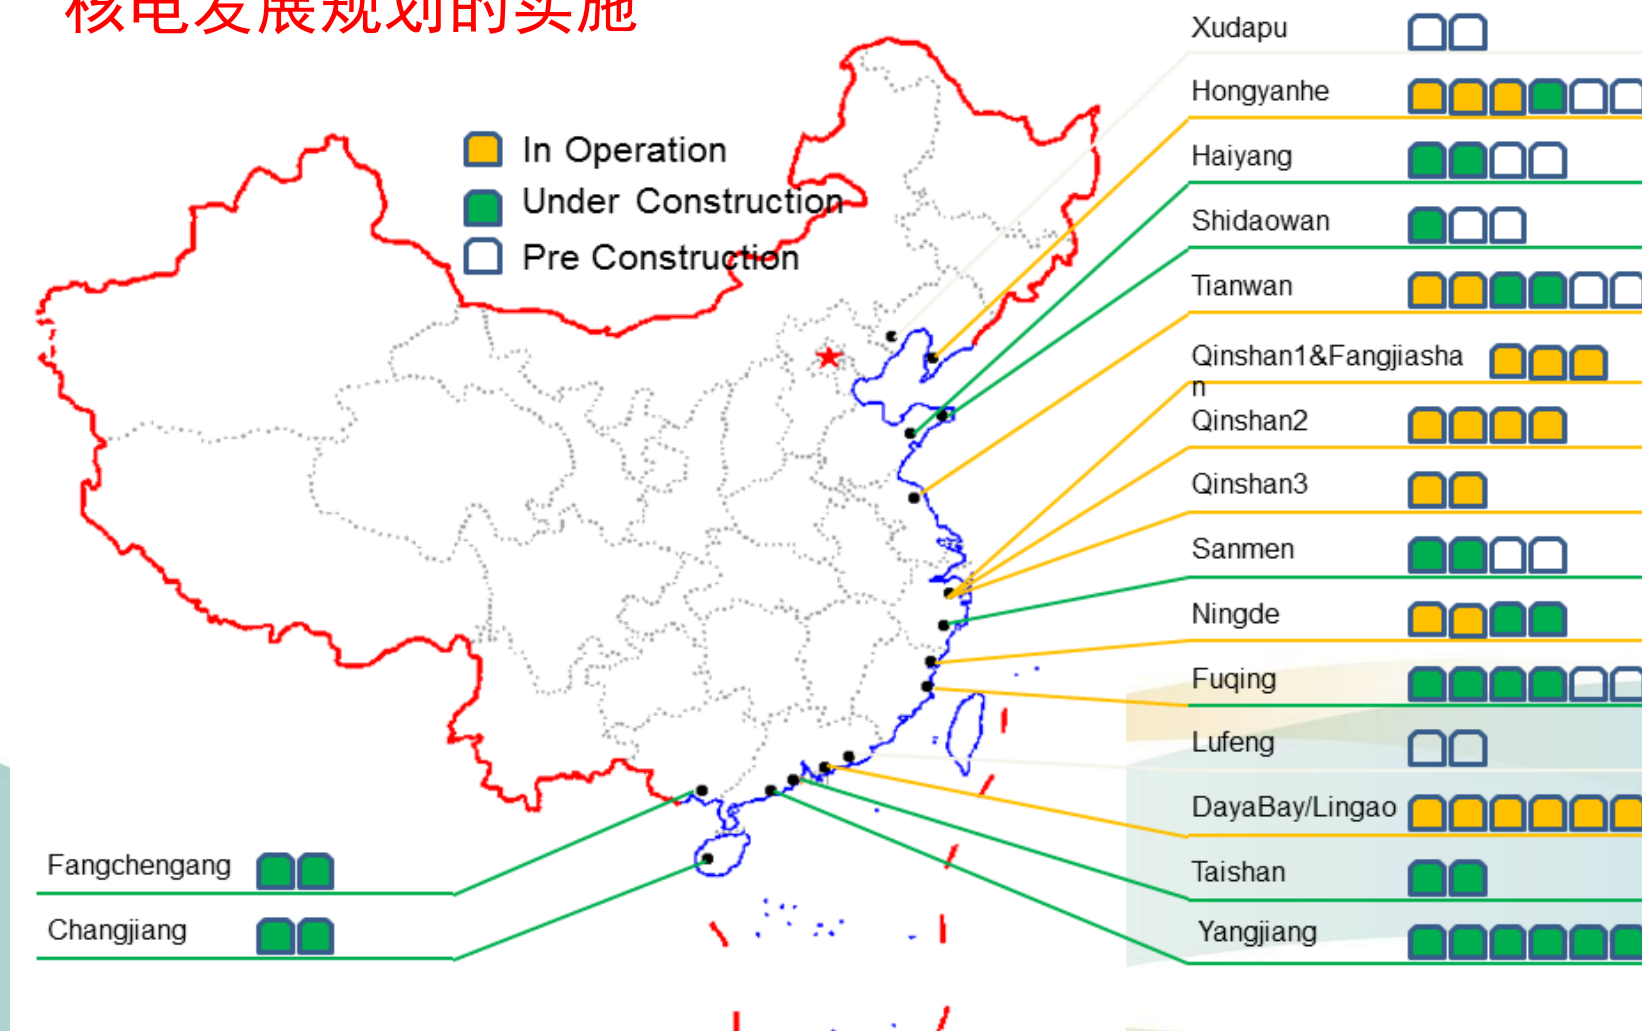 核电发展规划的实施
In Operation
Under Construction
Pre Construction
Xudapu
Hongyanhe
Haiyang
Shidaowan
Tianwan
Qinshan1&Fangjiasha
n
Qinshan2
Qinshan3
Sanmen
Ningde
Fuqing
Lufeng
DayaBay/Lingao
Taishan
Yangjiang
Fangchengang
Changjiang